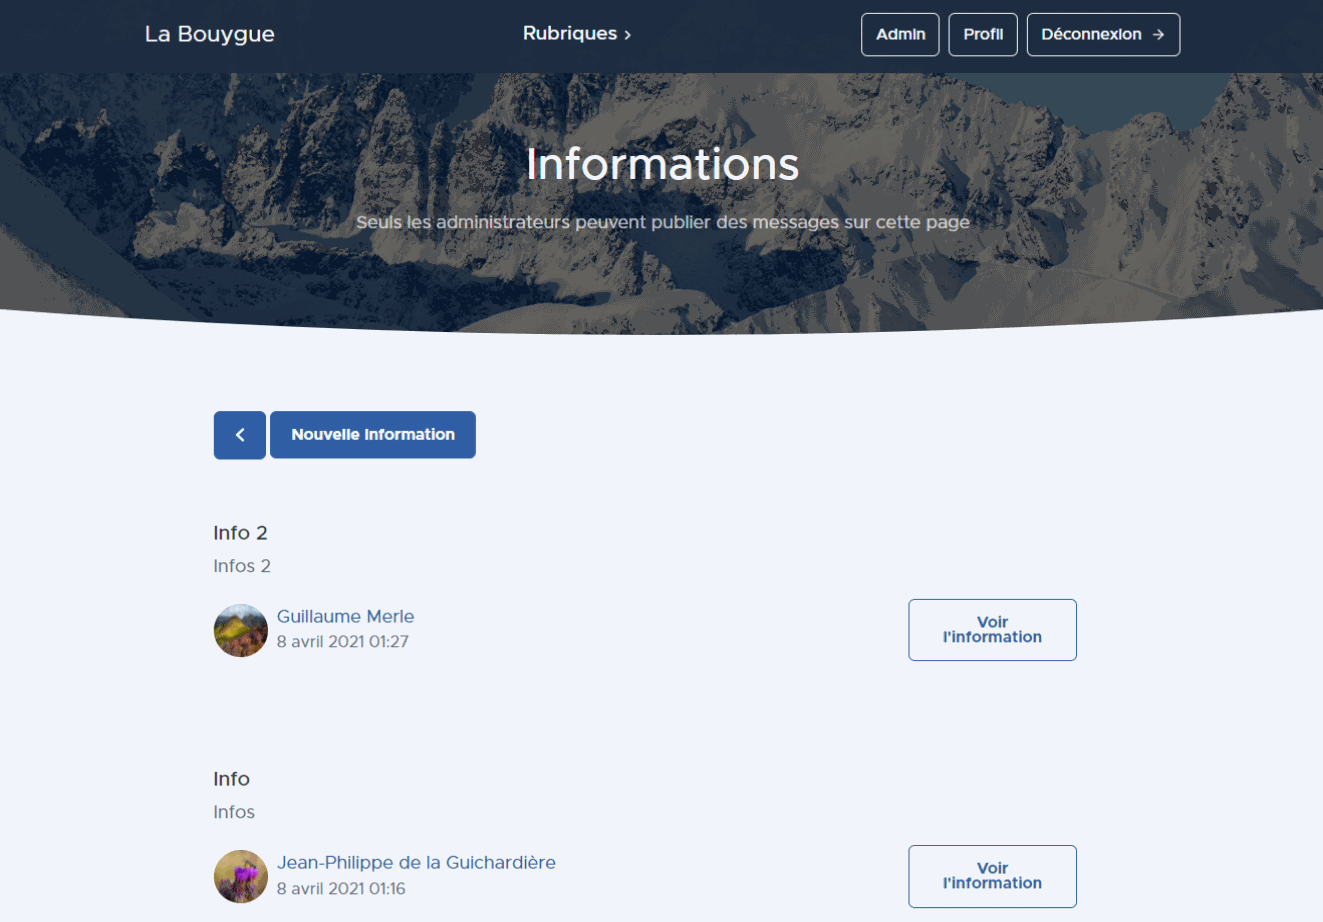 La Bouygue
Rubriques
Admin
Profil
Déconnexion
Informations
Seuls les administrateurs peuvent publier des messages sur cette page
Nouvelle Information
Info 2
Infos 2
Guillaume Merle
8 avril 2021 01:27
Voir
l'information
Info
Infos
Jean-Philippe de la Guichardière
8 avril 2021 01:16
Voir
l'information